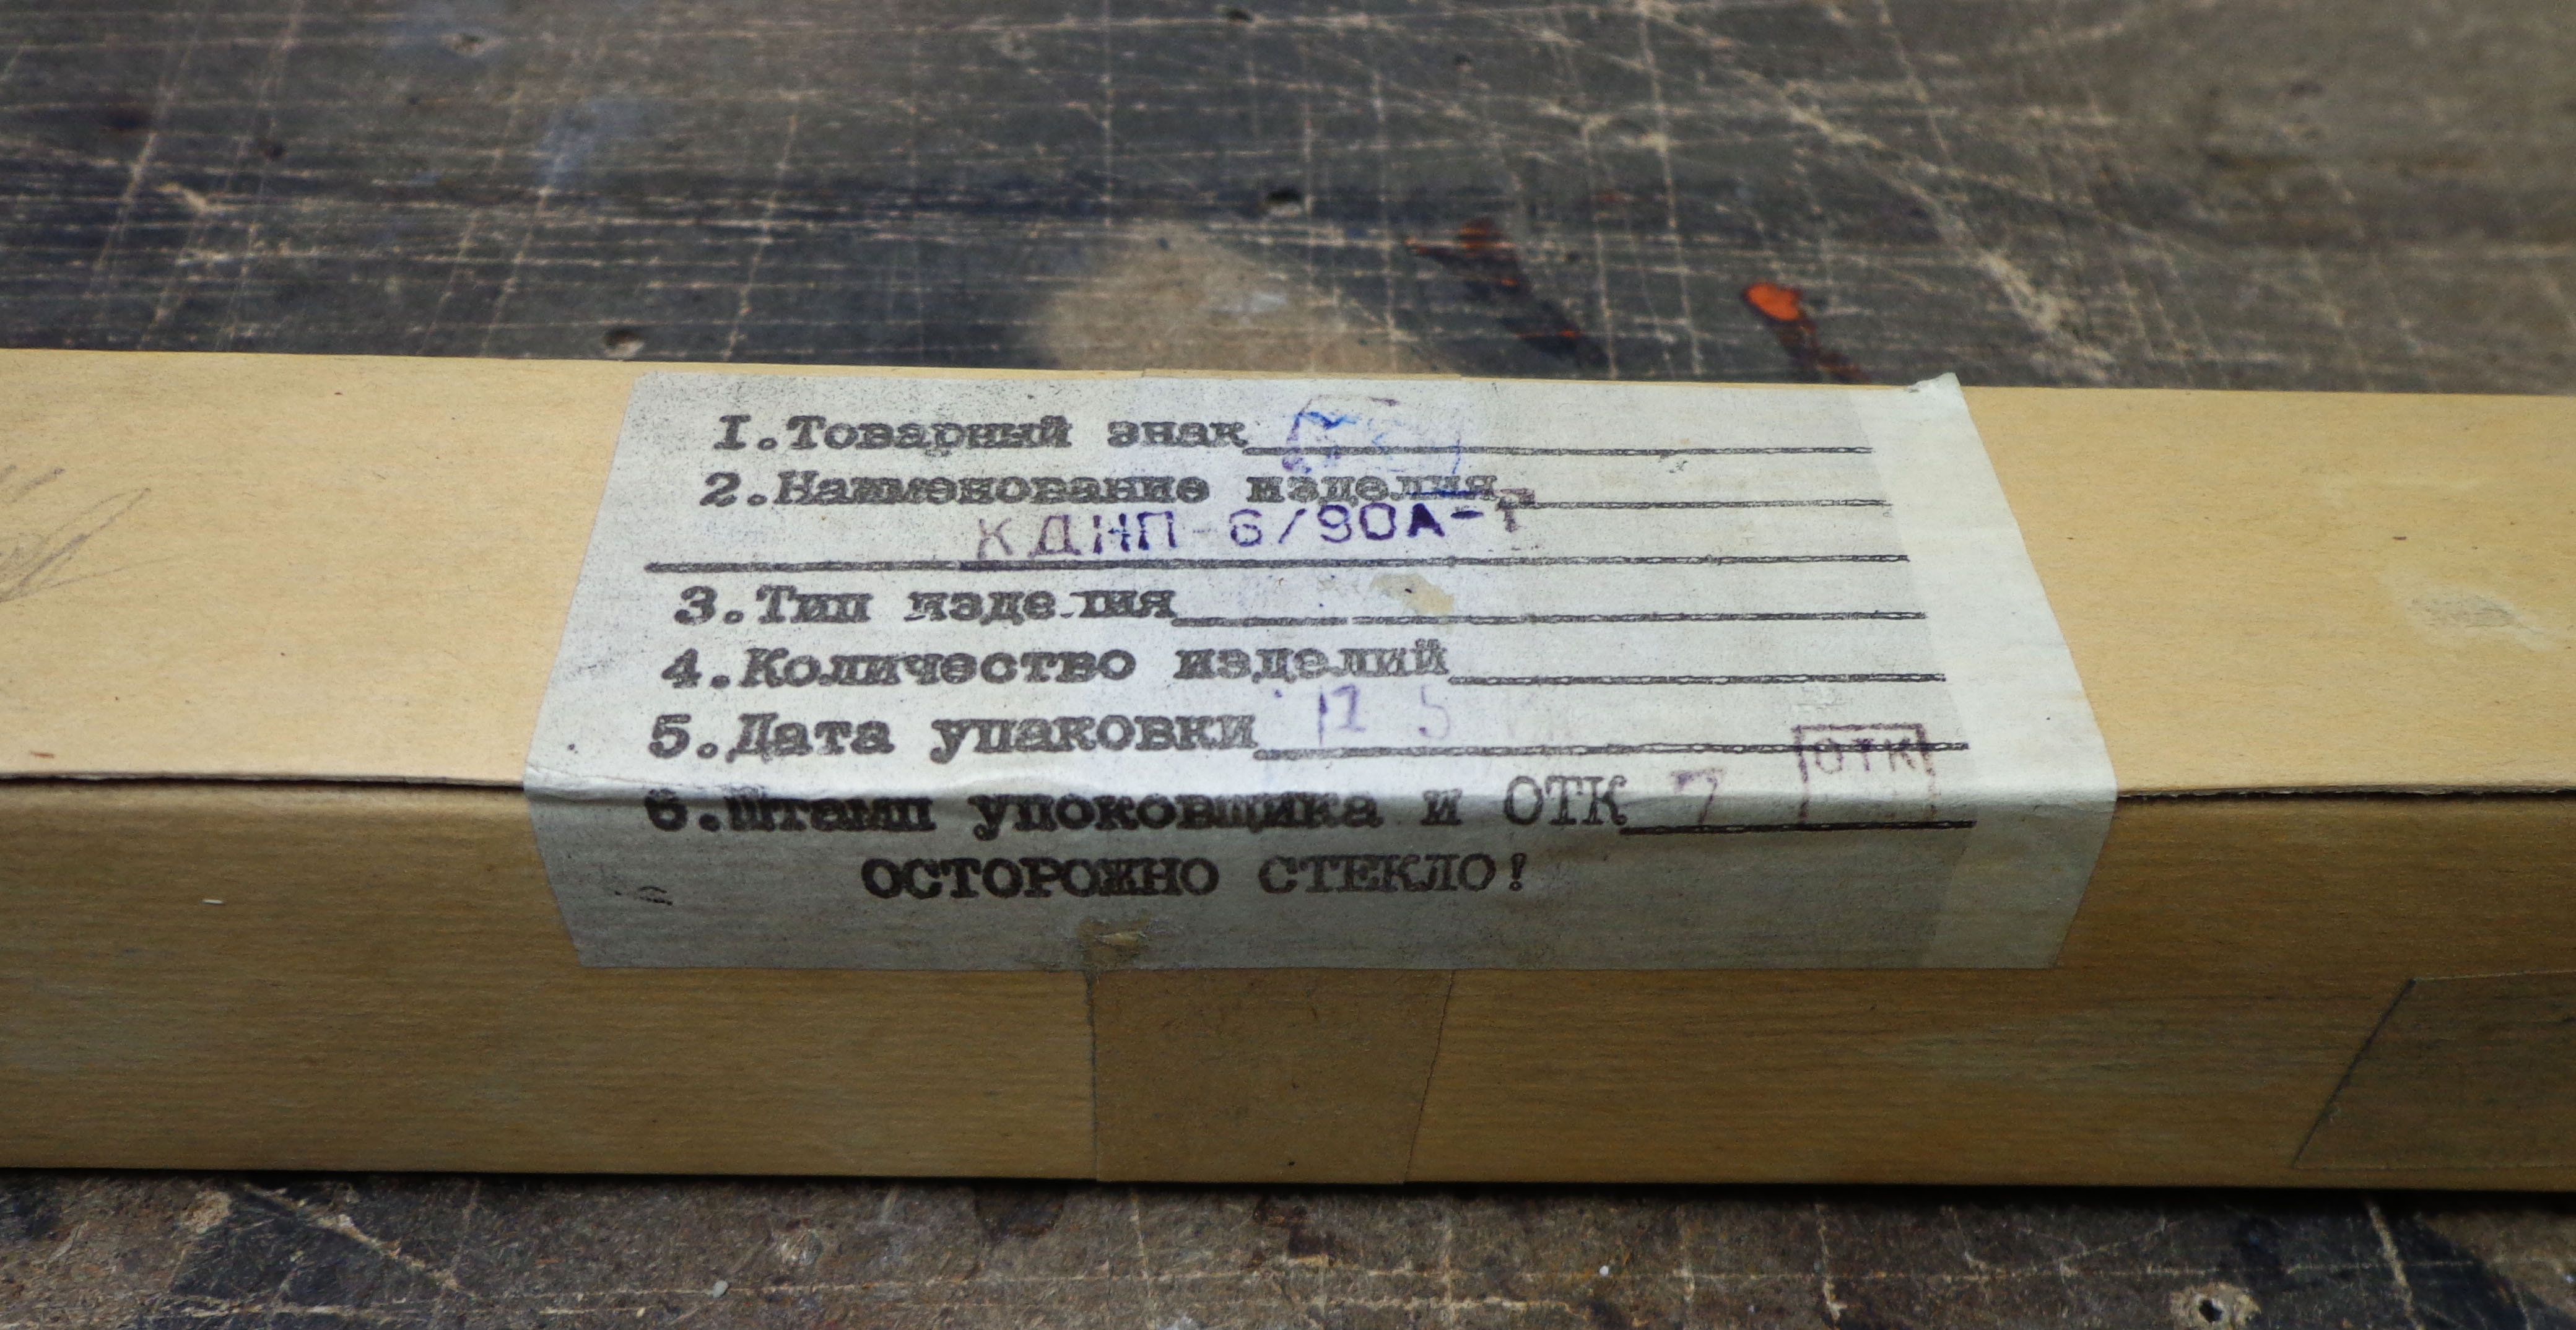 1.Товарный знак
2.Наименование изделия
КДНП-6/90А-1
3.Тип изделия
4.Количество изделий
5.Дата упаковки
6.Штамп упоковщика и ОТК 7 ОТК
ОСТОРОЖНО СТЕКЛО!